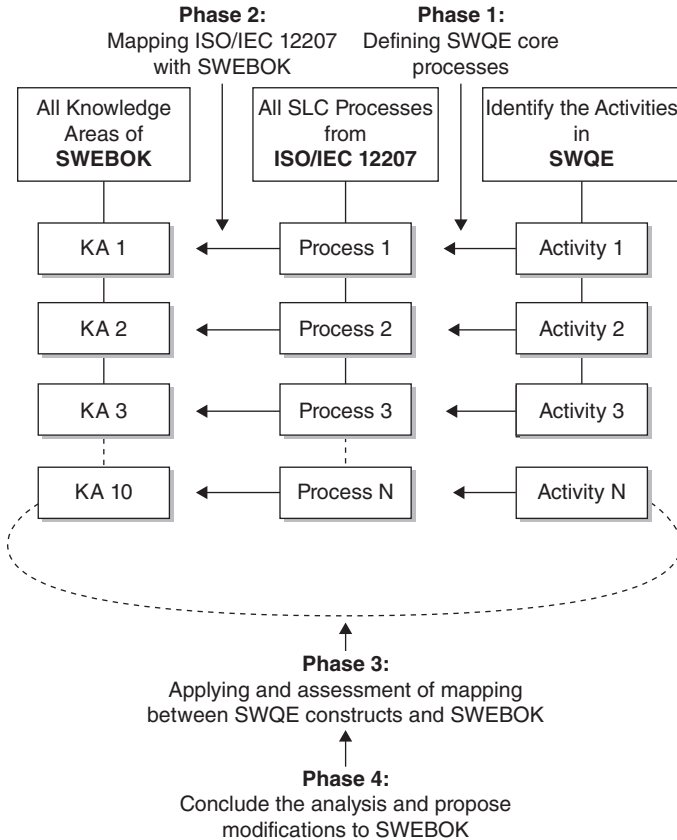 Phase 2:
Mapping ISO/IEC 12207
with SWEBOK
Phase 1:
Defining SWQE core
processes
All Knowledge
Areas of
SWEBOK
All SLC Processes
from
ISO/IEC 12207
Identify the Activities
in
SWQE
KA 1
Process 1
Activity 1
KA 2
Process 2
Activity 2
KA 3
Process 3
Activity 3
KA 10
Process N
Activity N
Phase 3:
Applying and assessment of mapping
between SWQE constructs and SWEBOK
Phase 4:
Conclude the analysis and propose
modifications to SWEBOK